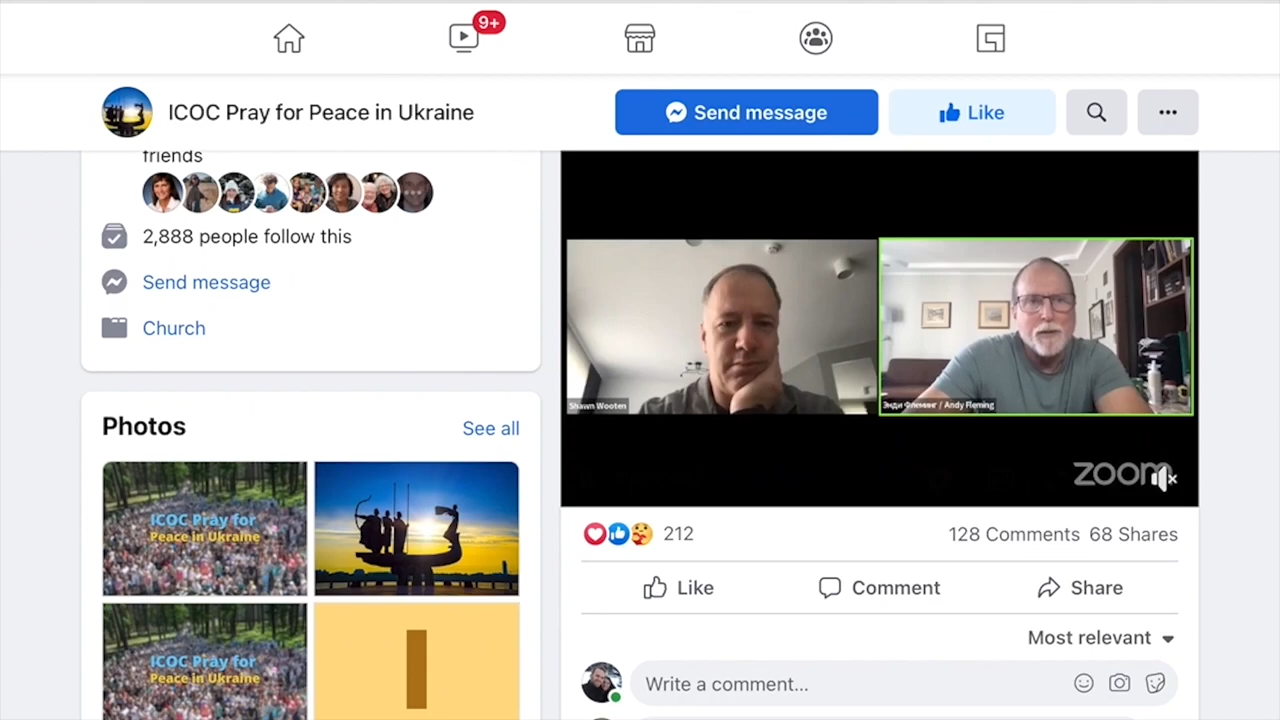 9+
ICOC Pray for Peace in Ukraine
Send message
Like
friends
2,888 people follow this
Send message
Church
Photos
See all
ICOC Pray for
Peace in Ukraine
ICOC Pray for
Peace in Ukraine
I
Shawn Wooten
Энди Флеминг / Andy Fleming
zoom
212
128 Comments 68 Shares
Like
Comment
Share
Most relevant
Write a comment...